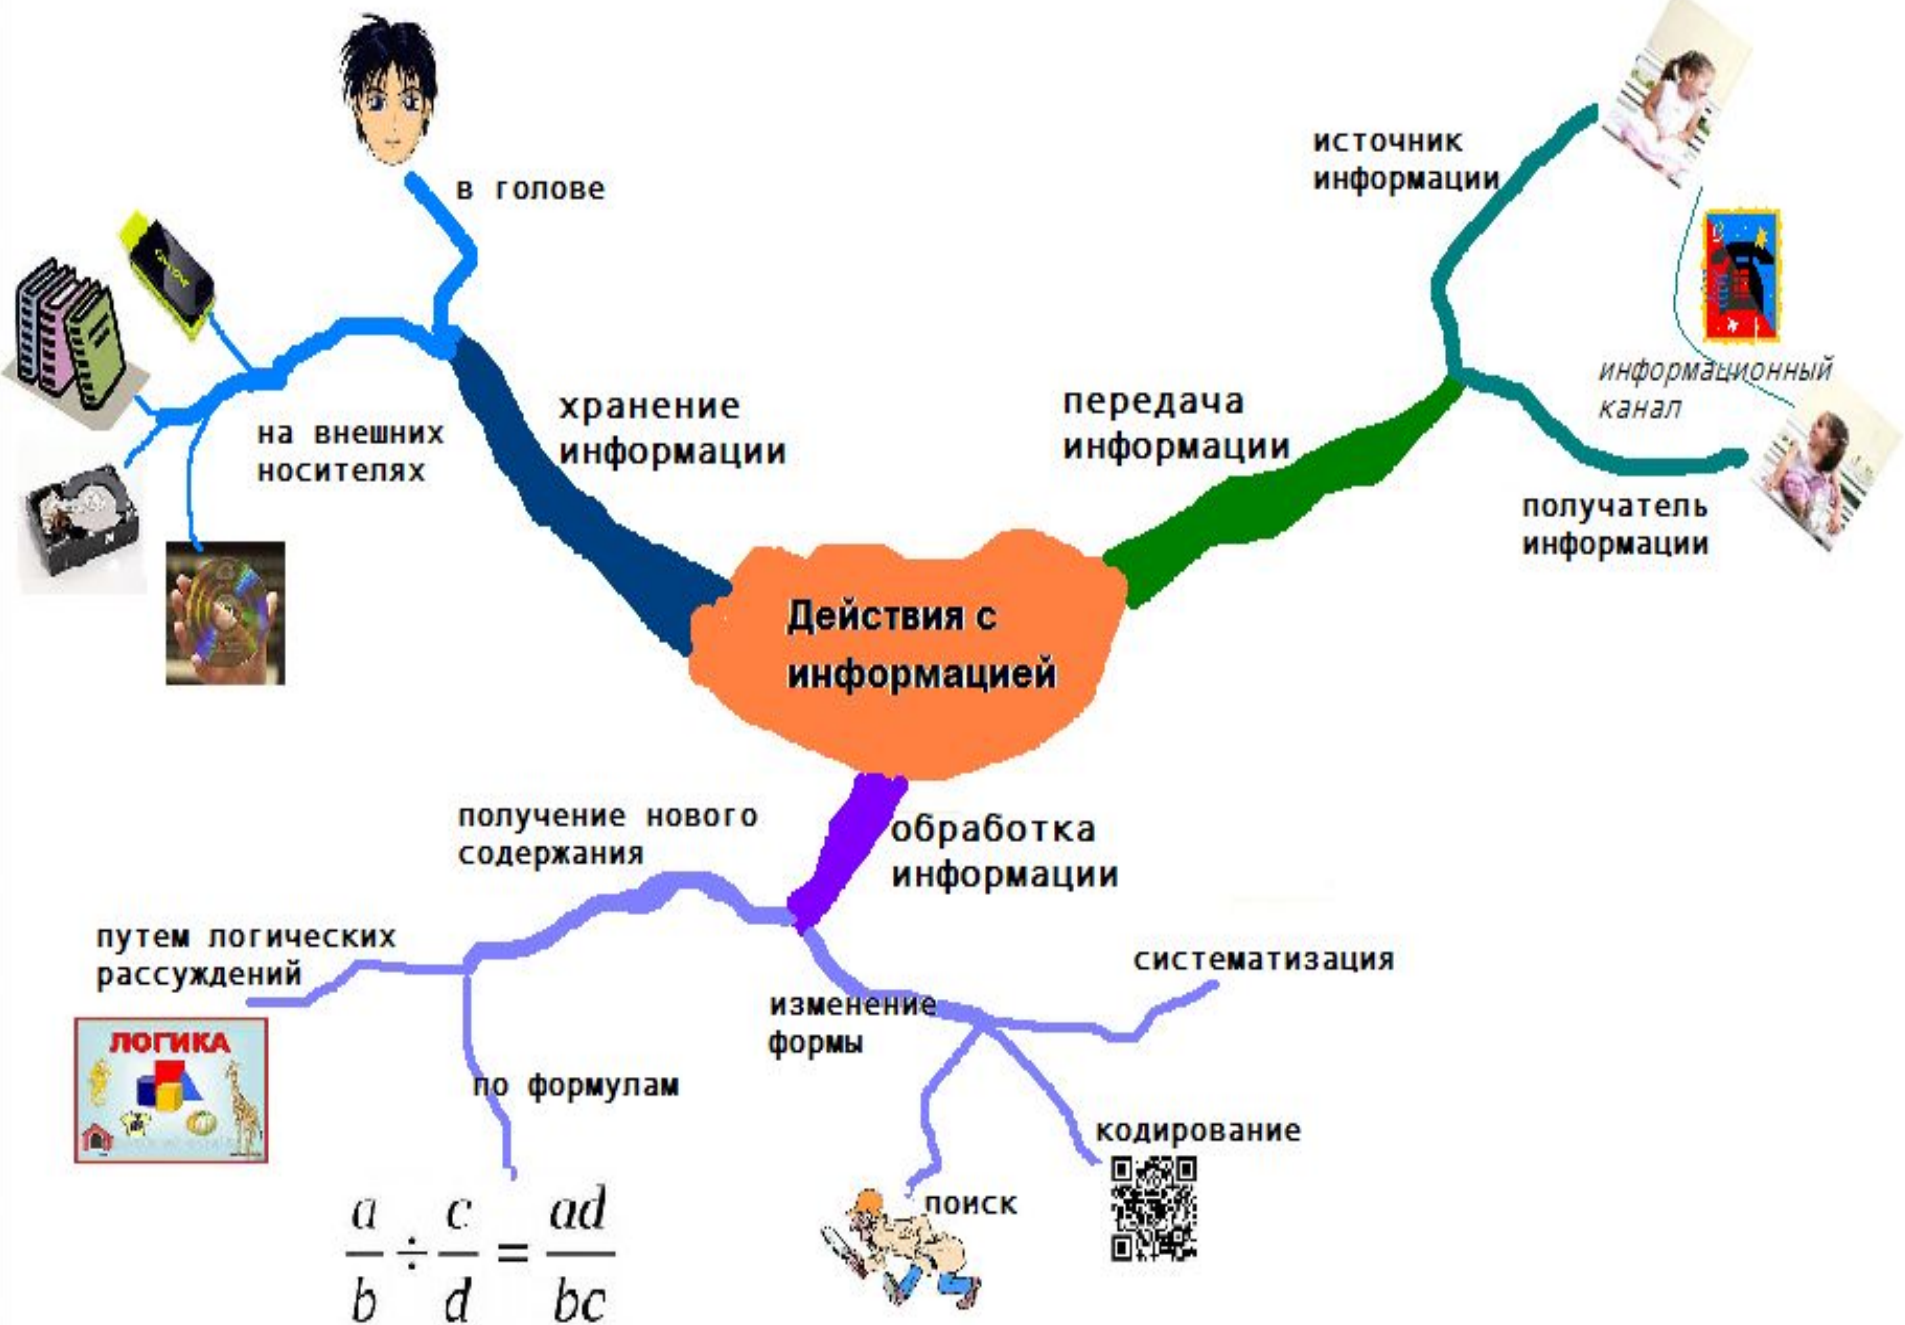 в голове
на внешних
носителях
хранение
информации
источник
информации
информационный
канал
передача
информации
получатель
информации
Действия с
информацией
получение нового
содержания
обработка
информации
путем логических
рассуждений
ЛОГИКА
по формулам
a/b ÷ c/d = ad/bc
изменение
формы
систематизация
кодирование
поиск